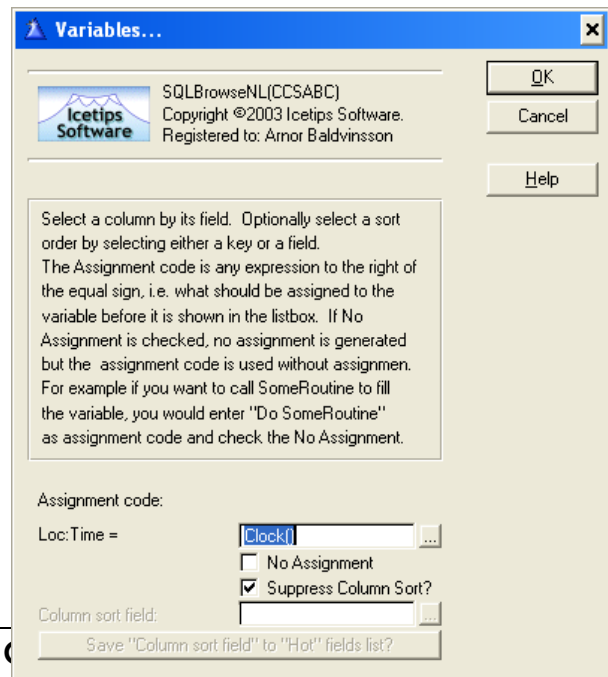 Variables...
SQLBrowseNL(CCSABC)
Copyright ©2003 Icetips Software.
Registered to: Arnor Baldvinsson
Icetips
Software
OK
Cancel
Help
Select a column by its field.  Optionally select a sort
order by selecting either a key or a field.
The Assignment code is any expression to the right of
the equal sign, i.e. what should be assigned to the
variable before it is shown in the listbox.  If No
Assignment is checked, no assignment is generated
but the  assignment code is used without assignmen.
For example if you want to call SomeRoutine to fill
the variable, you would enter "Do SomeRoutine"
as assignment code and check the No Assignment.
Assignment code:
Loc:Time =
Clock()
...
No Assignment
Suppress Column Sort?
Column sort field:
...
Save "Column sort field" to "Hot" fields list?